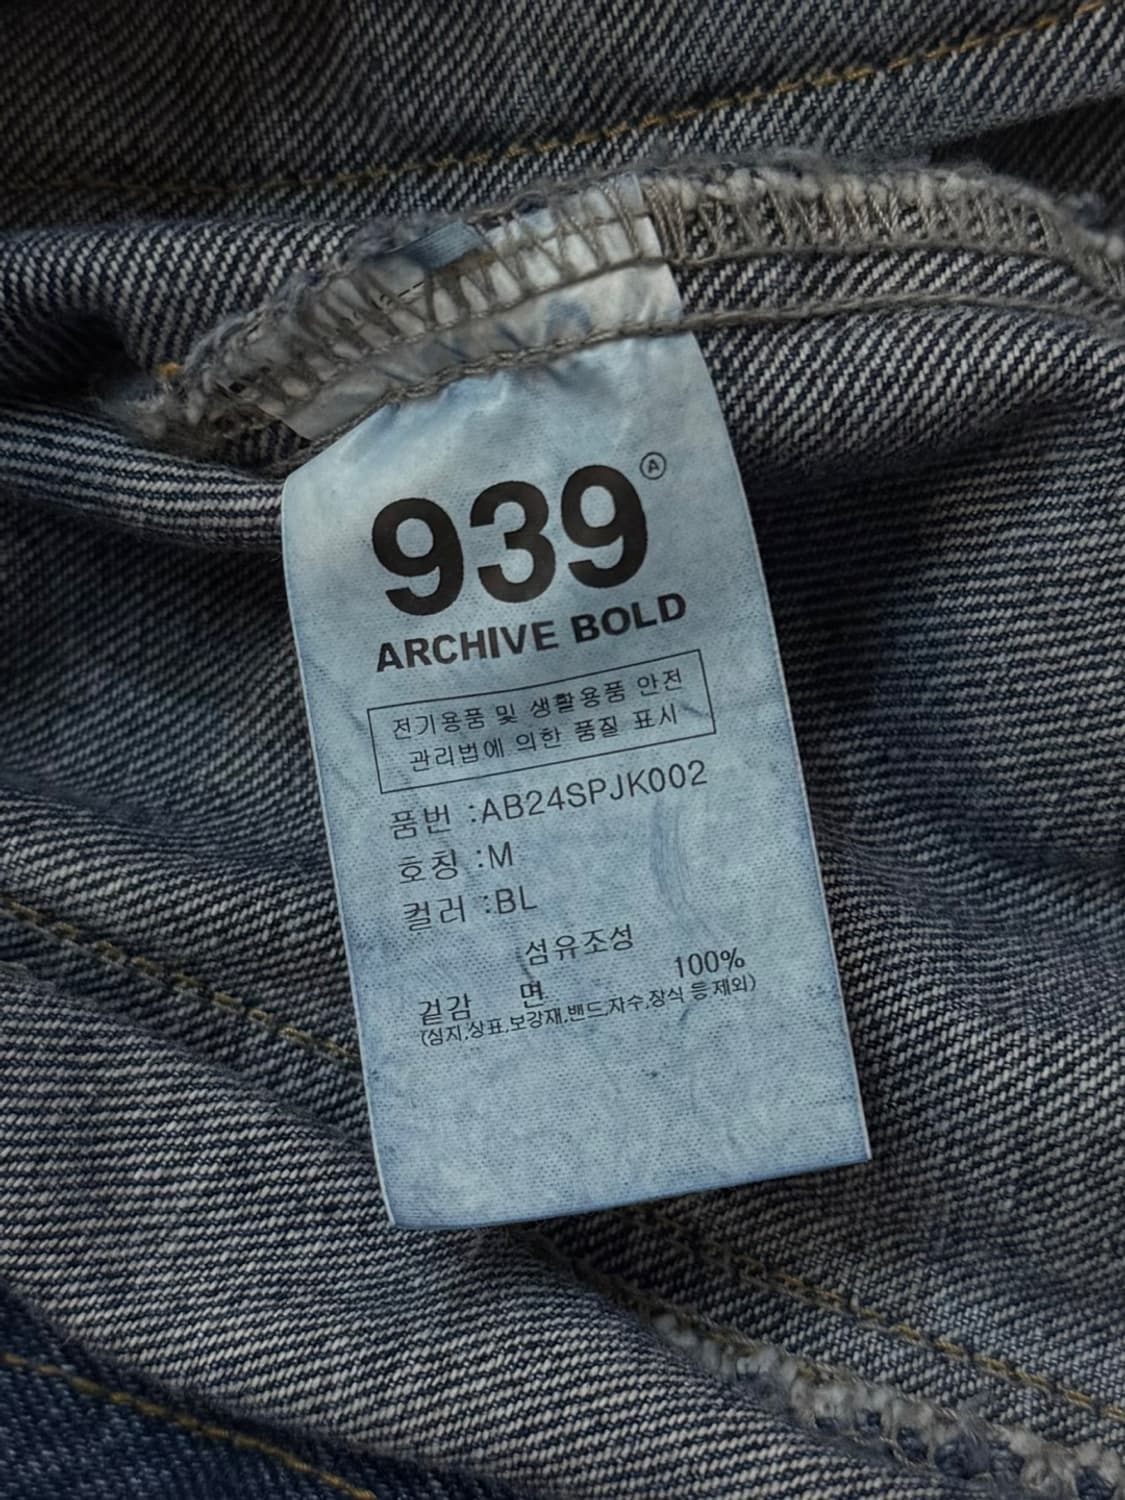 939 Ⓐ
ARCHIVE BOLD
전기용품 및 생활용품 안전
관리법에 의한 품질 표시
품번 :AB24SPJK002
호칭 :M
컬러 :BL
섬유조성
겉감 면 100%
(심지,상표,보강재,밴드,자수,장식 등 제외)